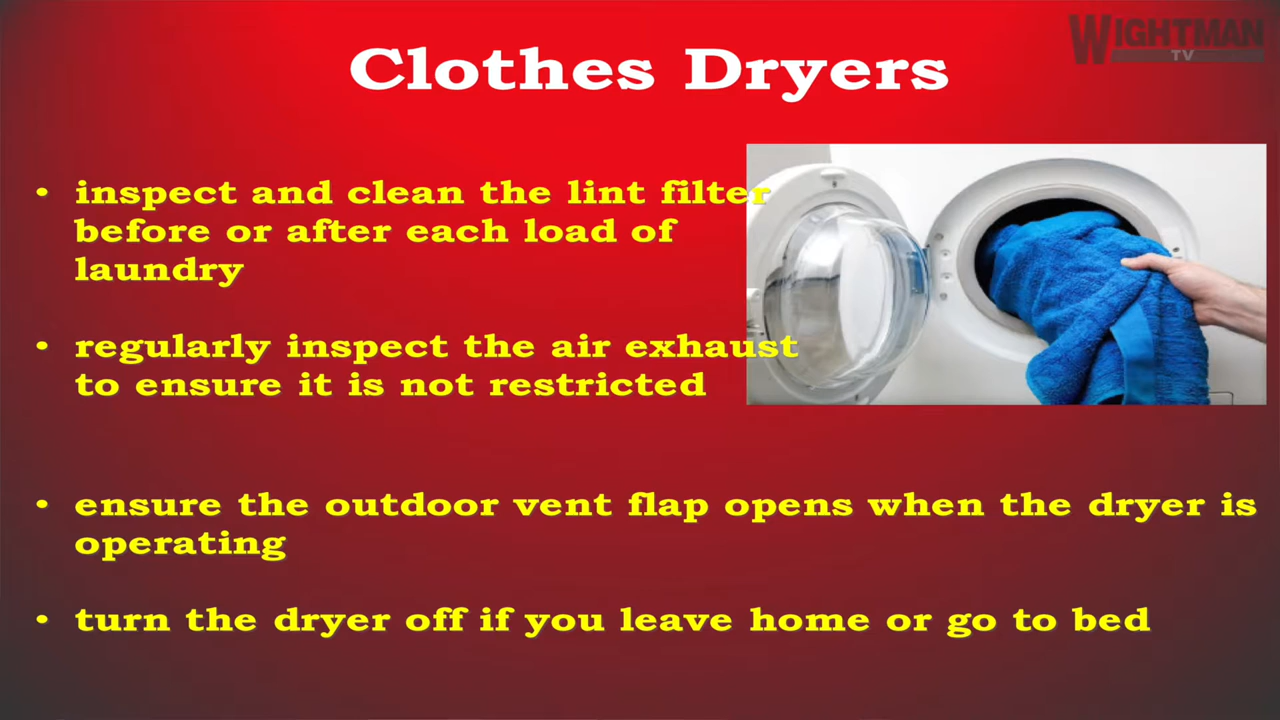 WIGHTMAN
TV
Clothes Dryers
• inspect and clean the lint filter
before or after each load of
laundry
• regularly inspect the air exhaust
to ensure it is not restricted
• ensure the outdoor vent flap opens when the dryer is
operating
• turn the dryer off if you leave home or go to bed